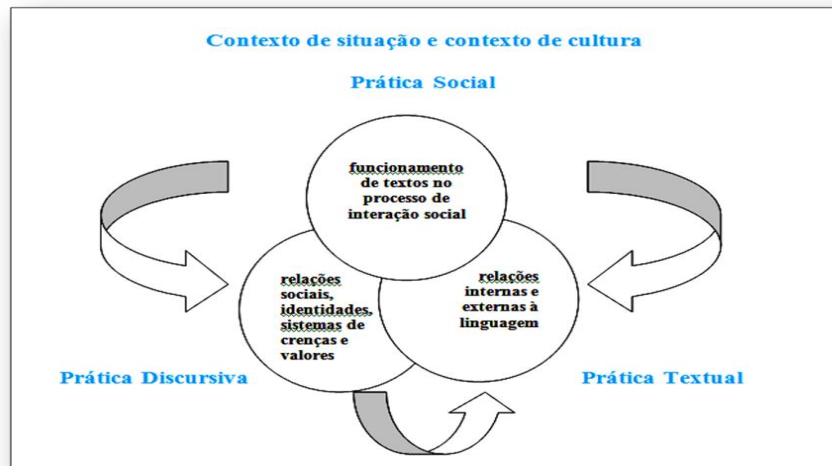 Contexto de situação e contexto de cultura
Prática Social
funcionamento
de textos no
processo de
interação social
relações
sociais,
identidades,
sistemas de
crenças e
valores
relações
internas e
externas à
linguagem
Prática Discursiva
Prática Textual